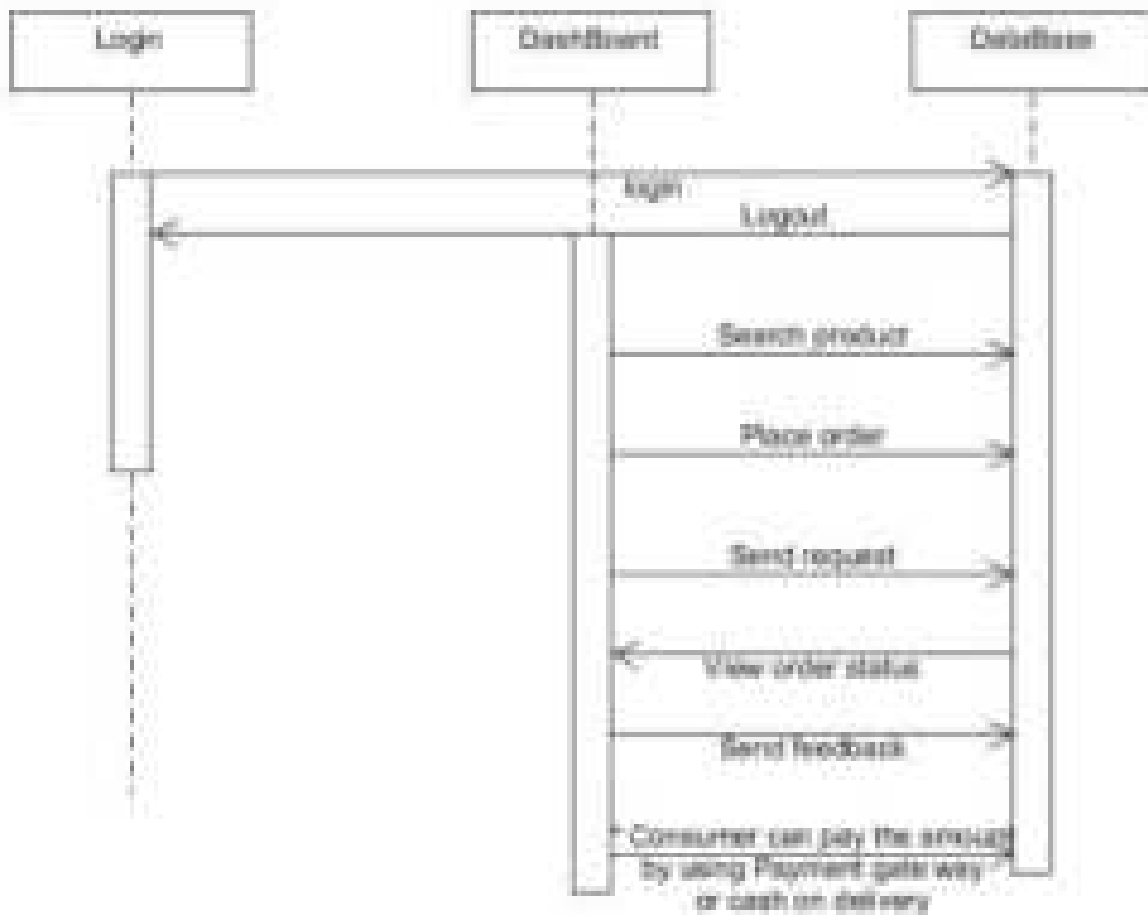 Login
DashBoard
DataBase
login
Logout
Search product
Place order
Send request
View order status
Send feedback
* Consumer can pay the amount
by using Payment gate way
or cash on delivery